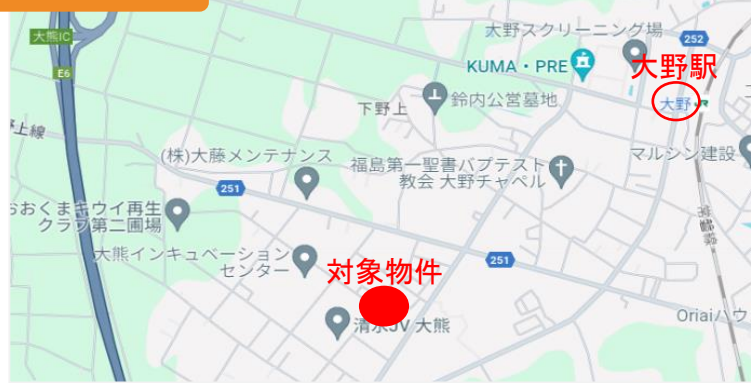 大熊IC
E6
大野スクリーニング場
252
KUMA・PRE
大野駅
大野
下野上
鈴内公営墓地
上線
(株)大藤メンテナンス
福島第一聖書バプテスト
教会 大野チャペル
マルシン建設
251
おおくまキウイ再生
クラブ第二圃場
常磐線
大熊インキュベーション
センター
251
対象物件
清水JV 大熊
Oriaiハウ